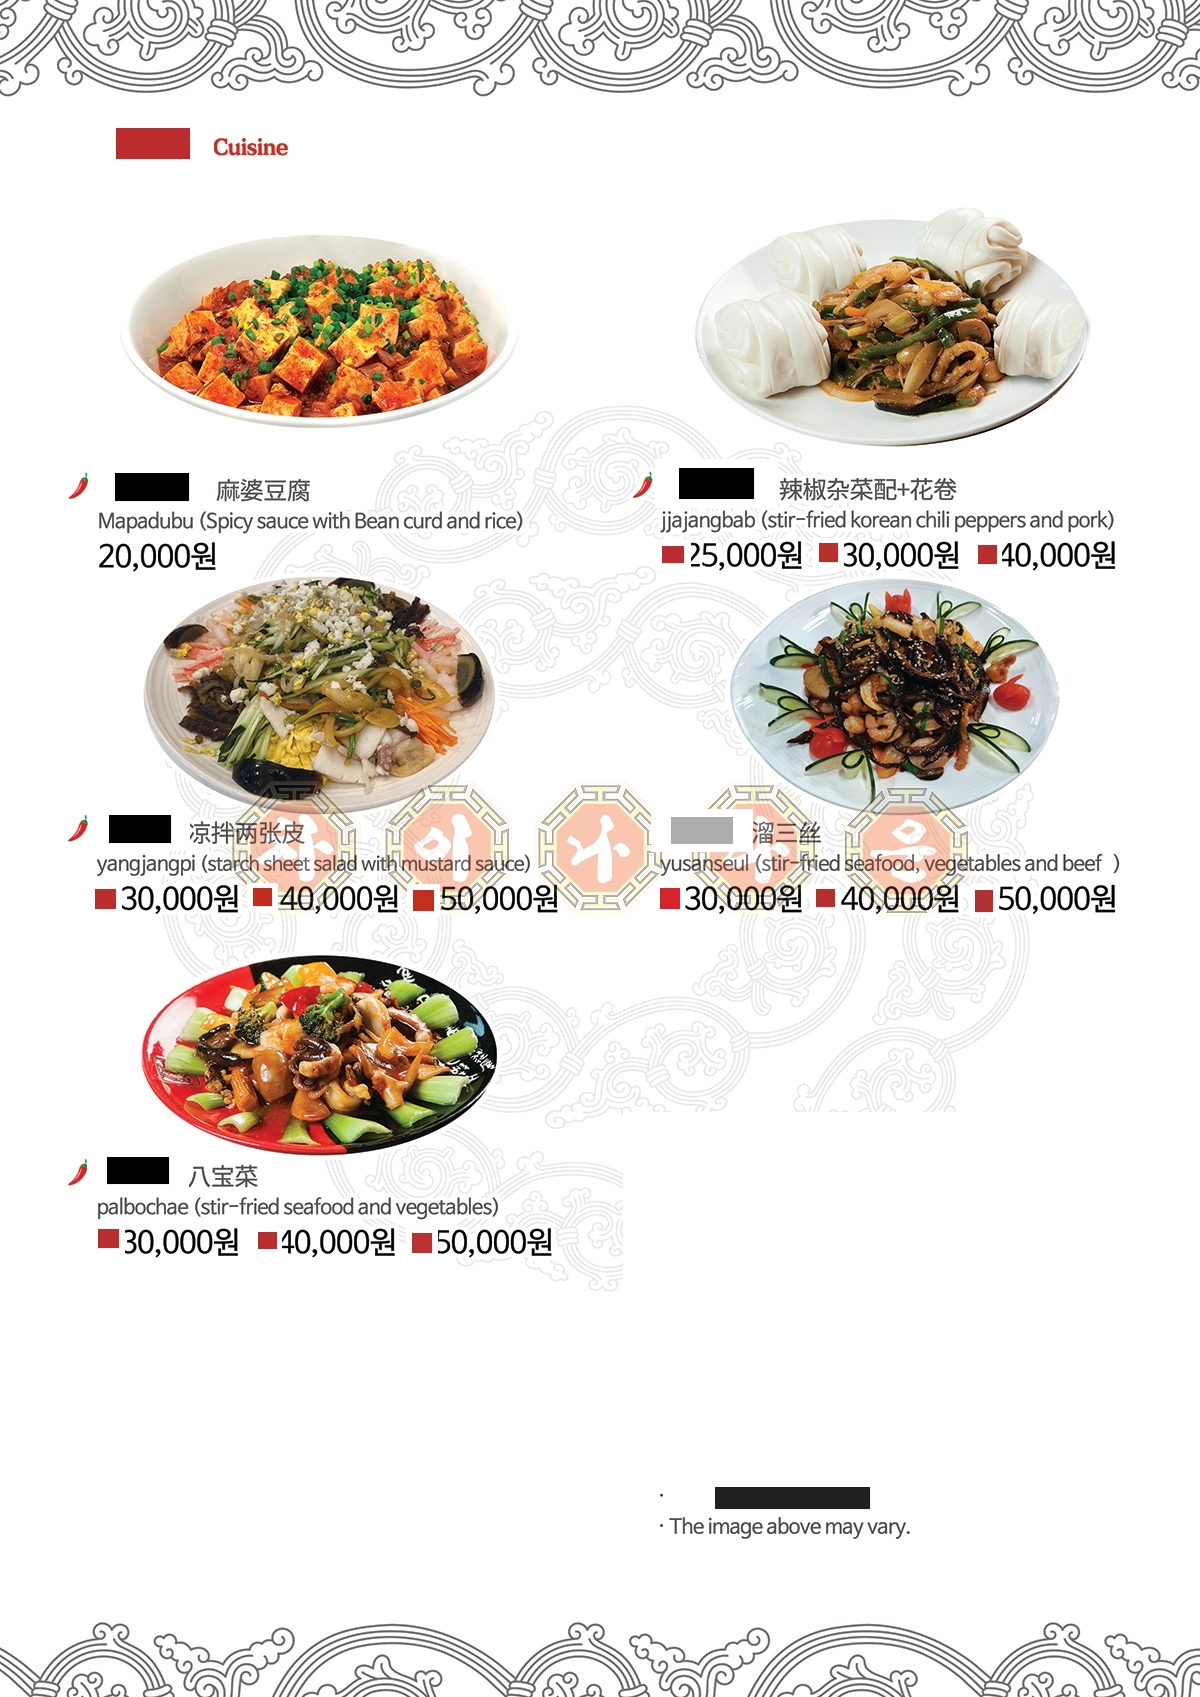 Cuisine
麻婆豆腐
Mapadubu (Spicy sauce with Bean curd and rice)
20,000원
辣椒杂菜配+花卷
jjajangbab (stir-fried korean chili peppers and pork)
25,000원 30,000원 40,000원
凉拌两张皮
yangjangpi (starch sheet salad with mustard sauce)
30,000원 40,000원 50,000원
溜三丝
yusanseul (stir-fried seafood, vegetables and beef )
30,000원 40,000원 50,000원
八宝菜
palbochae (stir-fried seafood and vegetables)
30,000원 40,000원 50,000원
· The image above may vary.